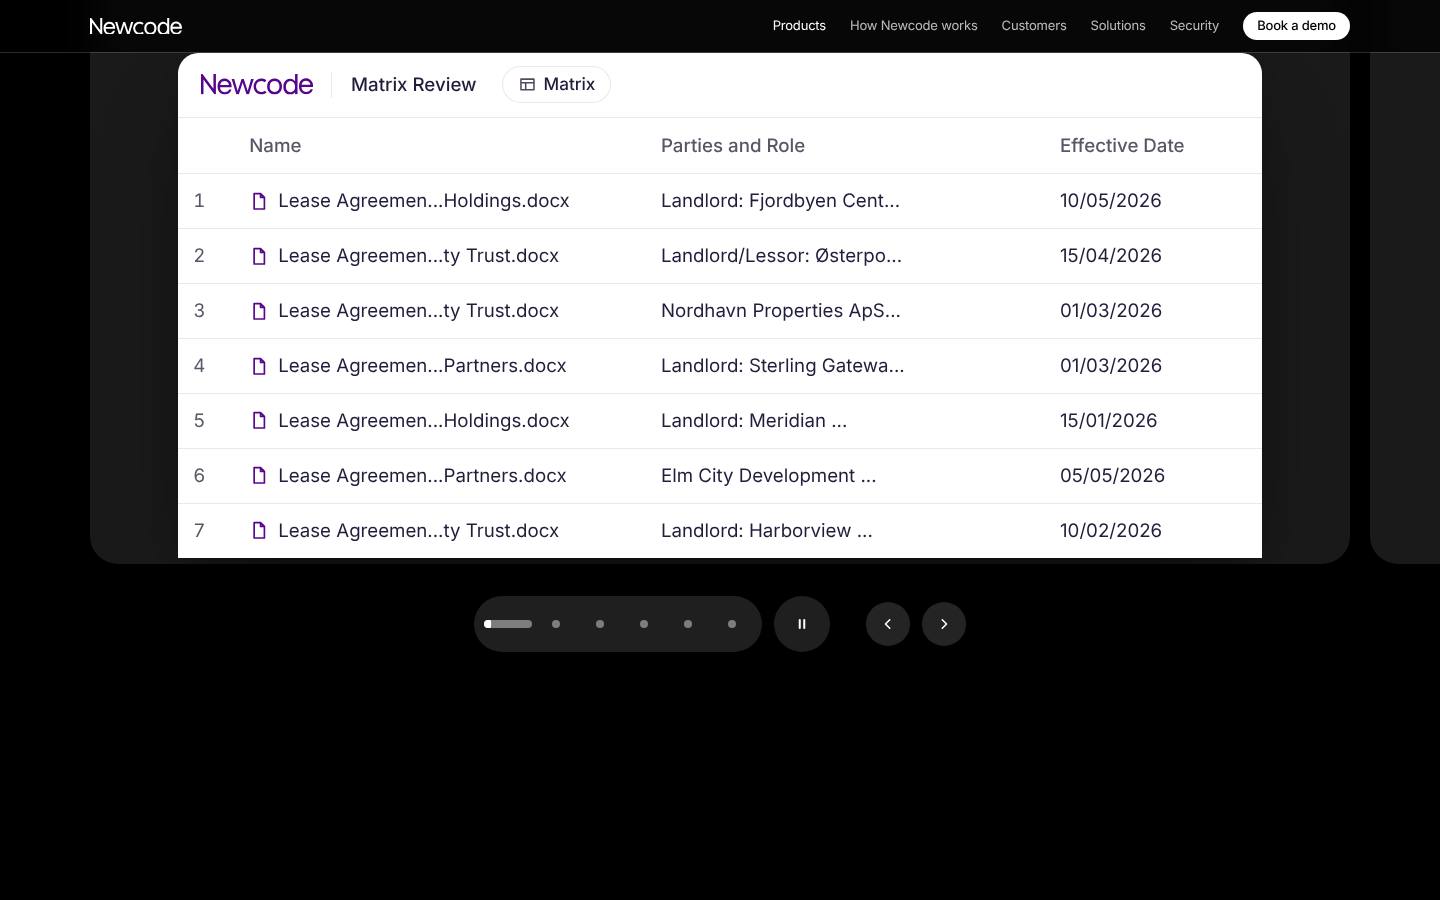 Newcode Products How Newcode works Customers Solutions Security Book a demo
Newcode Matrix Review Matrix
Name Parties and Role Effective Date
1 Lease Agreemen...Holdings.docx Landlord: Fjordbyen Cent... 10/05/2026
2 Lease Agreemen...ty Trust.docx Landlord/Lessor: Østerpo... 15/04/2026
3 Lease Agreemen...ty Trust.docx Nordhavn Properties ApS... 01/03/2026
4 Lease Agreemen...Partners.docx Landlord: Sterling Gatewa... 01/03/2026
5 Lease Agreemen...Holdings.docx Landlord: Meridian ... 15/01/2026
6 Lease Agreemen...Partners.docx Elm City Development ... 05/05/2026
7 Lease Agreemen...ty Trust.docx Landlord: Harborview ... 10/02/2026